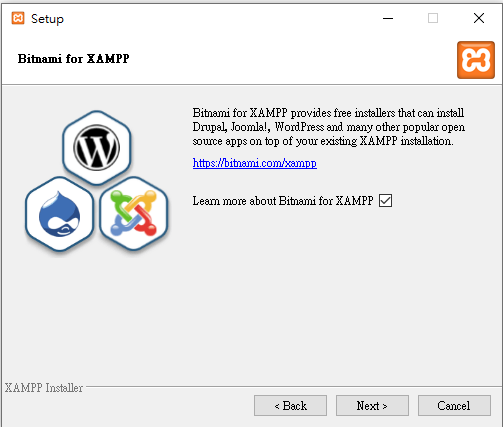 Setup
Bitnami for XAMPP
Bitnami for XAMPP provides free installers that can install
Drupal, Joomla!, WordPress and many other popular open
source apps on top of your existing XAMPP installation.
https://bitnami.com/xampp
Learn more about Bitnami for XAMPP
XAMPP Installer
< Back
Next >
Cancel